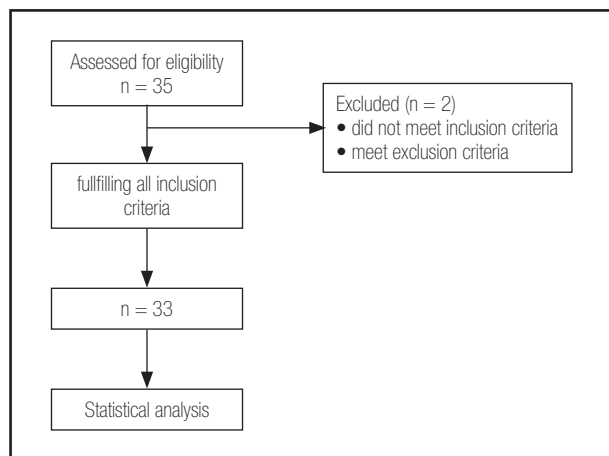 Assessed for eligibility
n = 35
Excluded (n = 2)
• did not meet inclusion criteria
• meet exclusion criteria
fullfilling all inclusion
criteria
n = 33
Statistical analysis